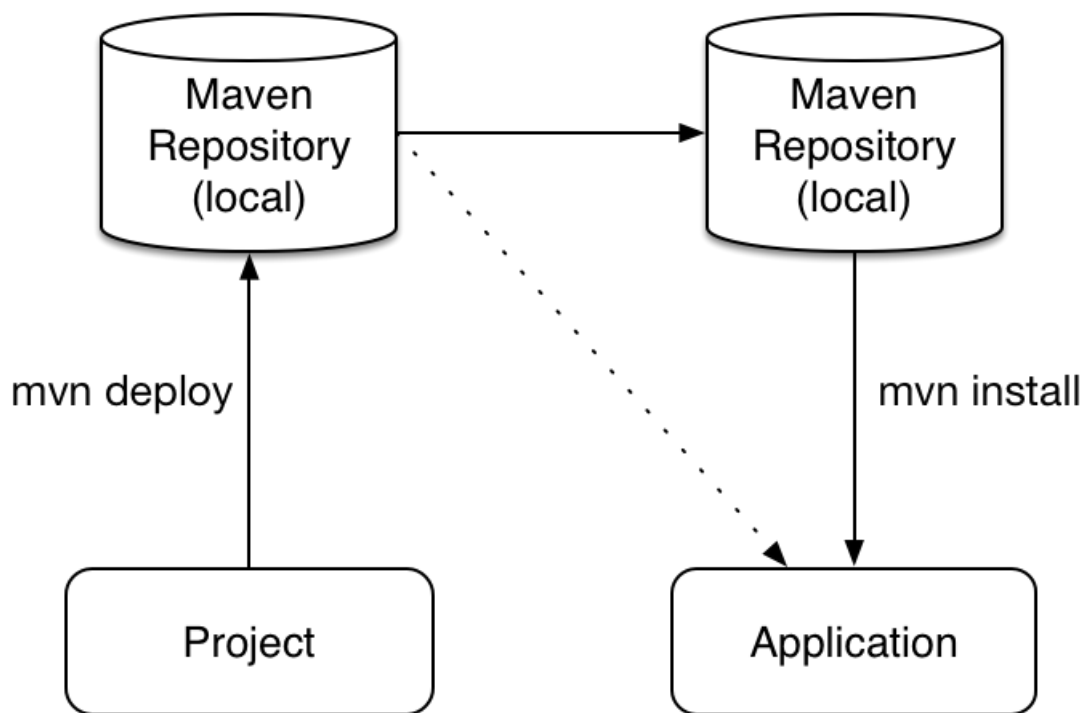 Maven
Repository
(local)
Maven
Repository
(local)
mvn deploy
mvn install
Project
Application